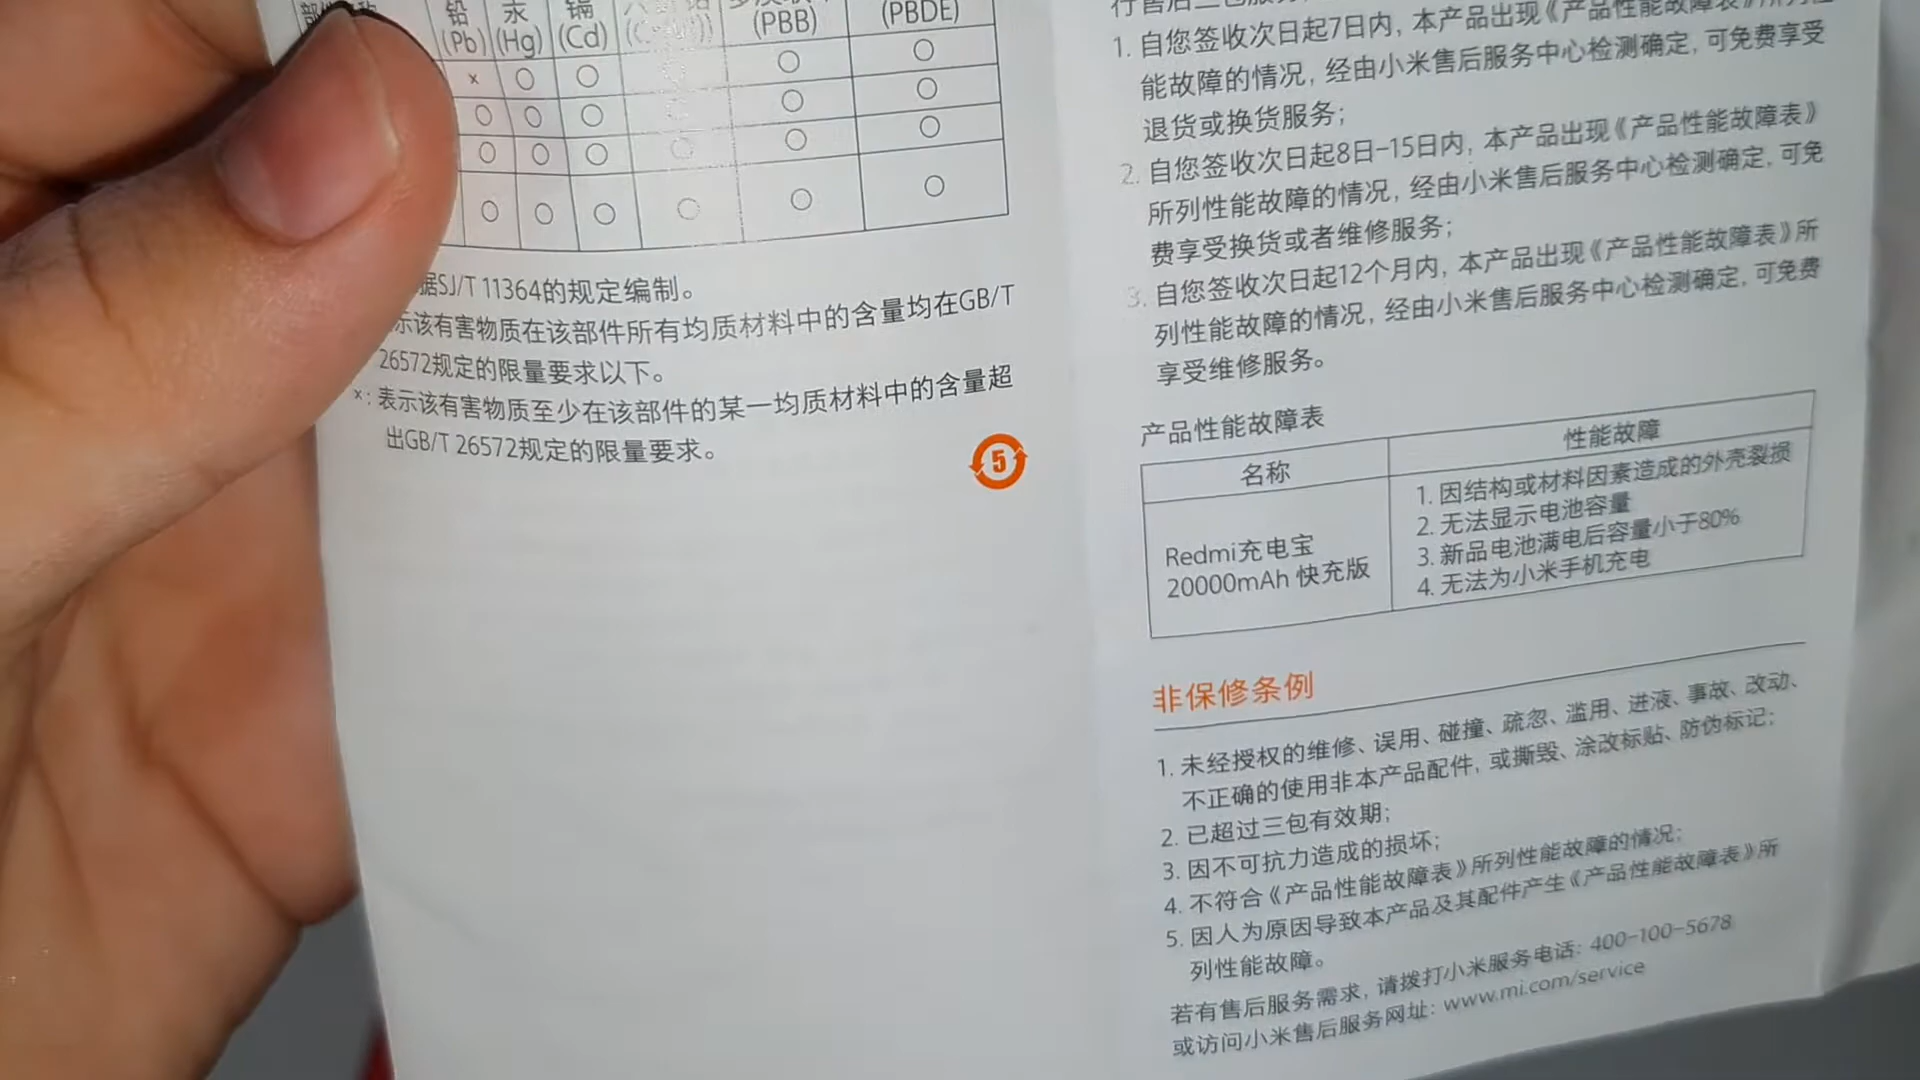 铅 汞 镉
(Pb) (Hg) (Cd) (PBB) (PBDE)
× ○ ○ ○ ○ ○
○ ○ ○ ○ ○ ○
○ ○ ○ ○ ○ ○
○ ○ ○ ○ ○ ○
据SJ/T 11364的规定编制。
示该有害物质在该部件所有均质材料中的含量均在GB/T
26572规定的限量要求以下。
×: 表示该有害物质至少在该部件的某一均质材料中的含量超
出GB/T 26572规定的限量要求。
5
1. 自您签收次日起7日内, 本产品出现《产品性能故障表》所列性
能故障的情况, 经由小米售后服务中心检测确定, 可免费享受
退货或换货服务;
2. 自您签收次日起8日-15日内, 本产品出现《产品性能故障表》
所列性能故障的情况, 经由小米售后服务中心检测确定, 可免
费享受换货或者维修服务;
3. 自您签收次日起12个月内, 本产品出现《产品性能故障表》所
列性能故障的情况, 经由小米售后服务中心检测确定, 可免费
享受维修服务。
产品性能故障表
名称 性能故障
Redmi充电宝
20000mAh 快充版
1. 因结构或材料因素造成的外壳裂损
2. 无法显示电池容量
3. 新品电池满电后容量小于80%
4. 无法为小米手机充电
非保修条例
1. 未经授权的维修、误用、碰撞、疏忽、滥用、进液、事故、改动、
不正确的使用非本产品配件, 或撕毁、涂改标贴、防伪标记;
2. 已超过三包有效期;
3. 因不可抗力造成的损坏;
4. 不符合《产品性能故障表》所列性能故障的情况;
5. 因人为原因导致本产品及其配件产生《产品性能故障表》所
列性能故障。
若有售后服务需求, 请拨打小米服务电话: 400-100-5678
或访问小米售后服务网址: www.mi.com/service